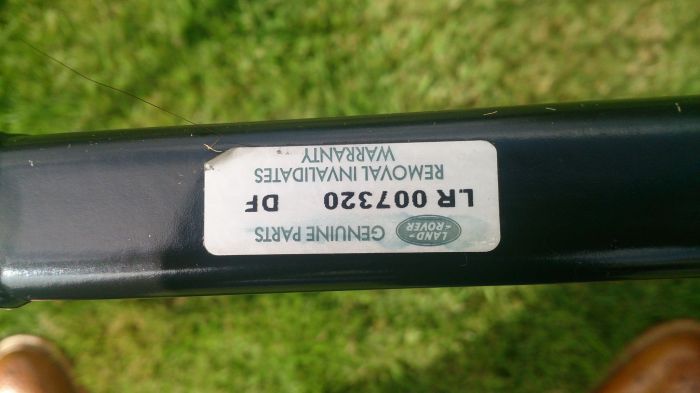 LAND-
-ROVER
GENUINE PARTS
LR 007320 DF
REMOVAL INVALIDATES
WARRANTY